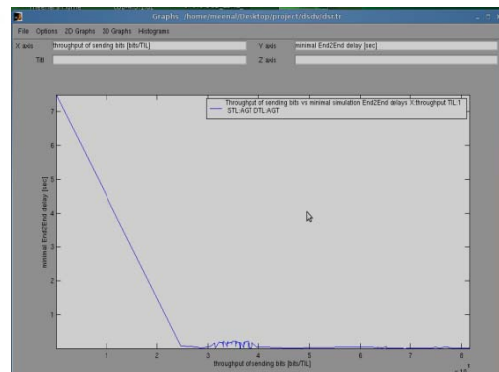 Graphs: /home/meenal/Desktop/project/dsdv/dsr.tr
File Options 2D Graphs 3D Graphs Histograms
X axis throughput of sending bits [bits/TIL] Y axis minimal End2End delay [sec]
Till Z axis
Throughput of sending bits vs minimal simulation End2End delays X:throughput TIL:1
STL:AGT DTL:AGT
7
6
5
4
3
2
1
minimal End2End delay [sec]
1 2 3 4 5 6 7 8
throughput of sending bits [bits/TIL]